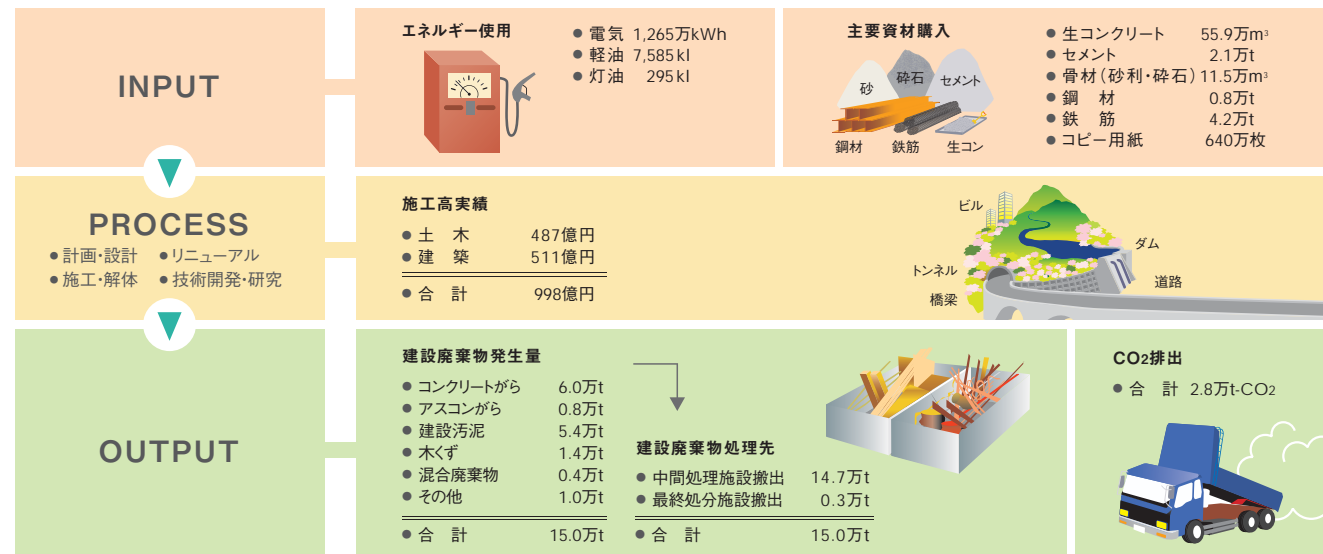 INPUT
エネルギー使用
● 電気 1,265万kWh
● 軽油 7,585kl
● 灯油 295kl
主要資材購入
砂
砕石
セメント
鋼材
鉄筋
生コン
● 生コンクリート 55.9万m³
● セメント 2.1万t
● 骨材(砂利・砕石) 11.5万m³
● 鋼 材 0.8万t
● 鉄 筋 4.2万t
● コピー用紙 640万枚
PROCESS
● 計画・設計 ● リニューアル
● 施工・解体 ● 技術開発・研究
施工高実績
● 土 木 487億円
● 建 築 511億円
● 合 計 998億円
ビル
ダム
トンネル
道路
橋梁
OUTPUT
建設廃棄物発生量
● コンクリートがら 6.0万t
● アスコンがら 0.8万t
● 建設汚泥 5.4万t
● 木くず 1.4万t
● 混合廃棄物 0.4万t
● その他 1.0万t
● 合 計 15.0万t
建設廃棄物処理先
● 中間処理施設搬出 14.7万t
● 最終処分施設搬出 0.3万t
● 合 計 15.0万t
CO2排出
● 合 計 2.8万t-CO2